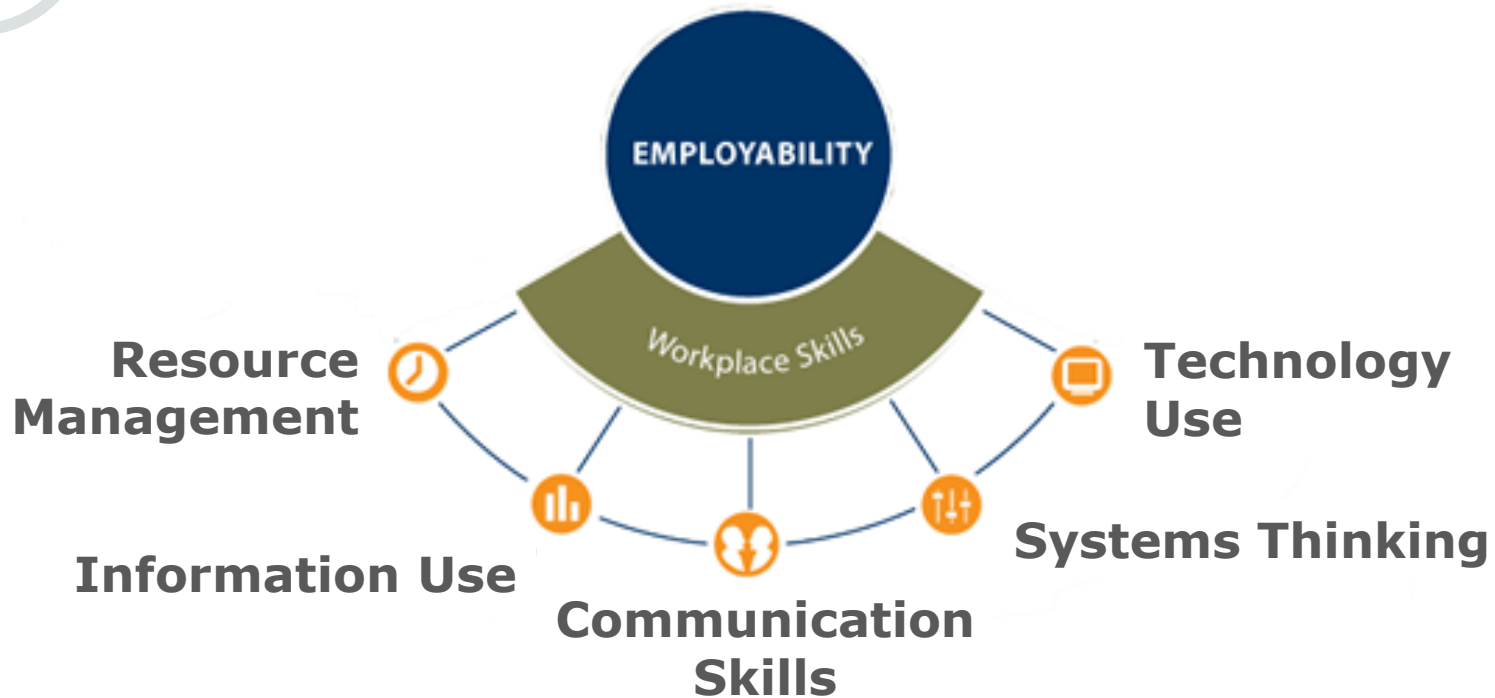 EMPLOYABILITY
Workplace Skills
Resource
Management
Information Use
Communication
Skills
Systems Thinking
Technology
Use